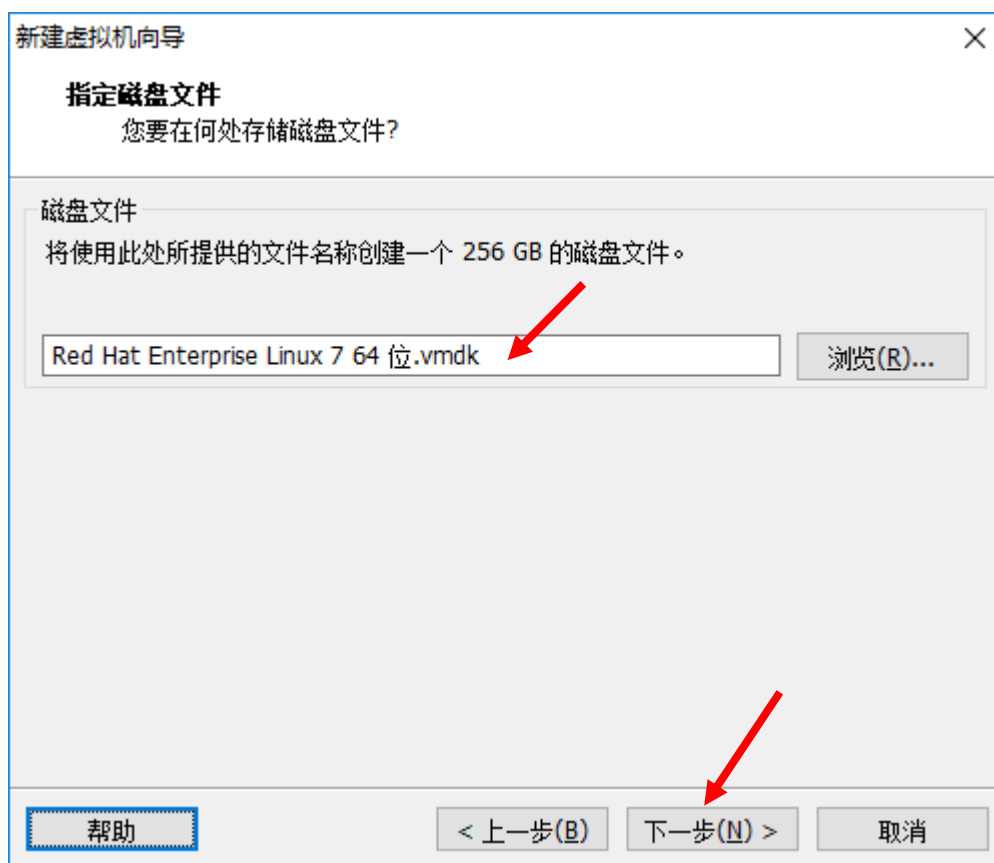 新建虚拟机向导
指定磁盘文件
您要在何处存储磁盘文件?
磁盘文件
将使用此处所提供的文件名称创建一个 256 GB 的磁盘文件。
Red Hat Enterprise Linux 7 64 位.vmdk
浏览(R)...
帮助
< 上一步(B)
下一步(N) >
取消